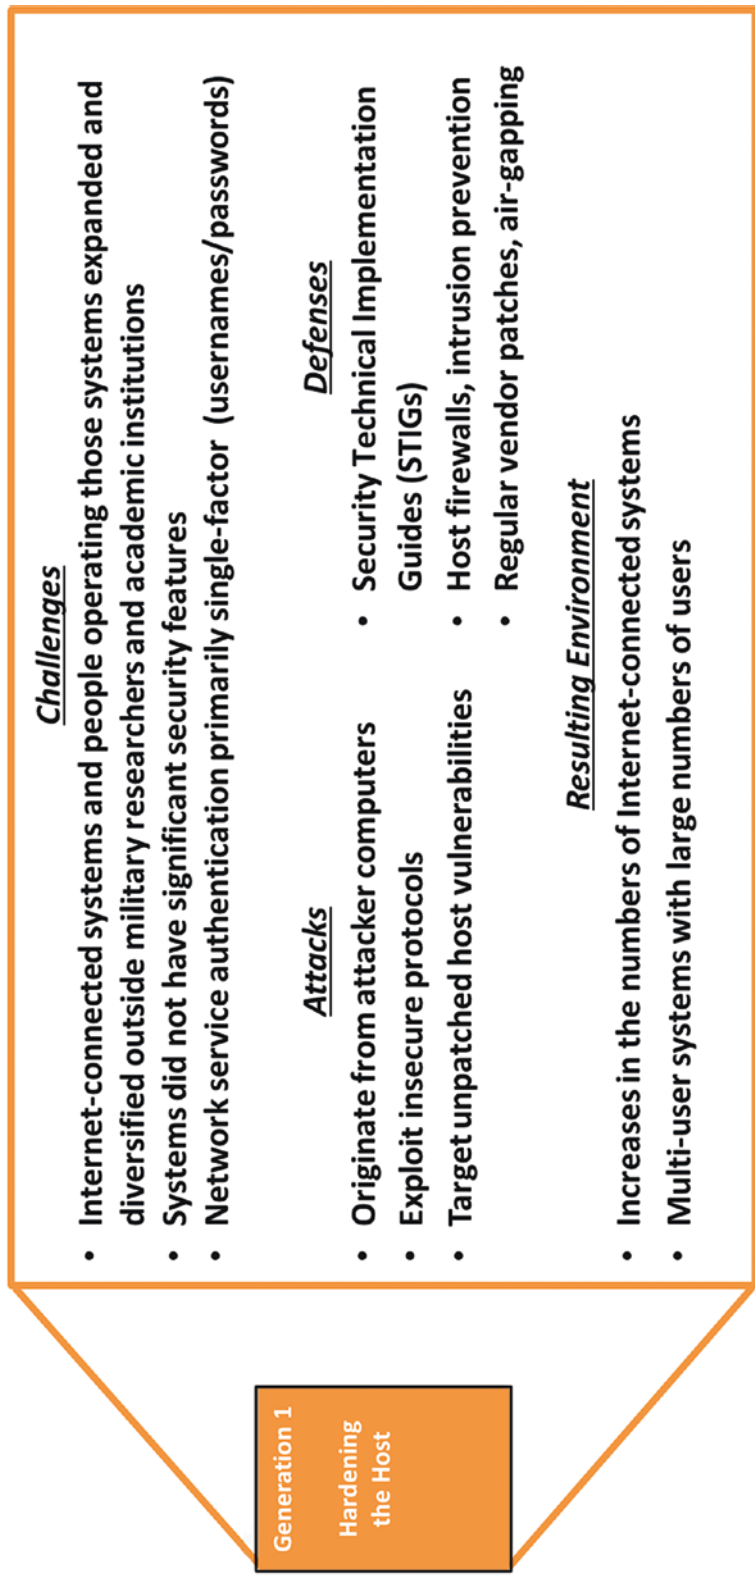 Generation 1
Hardening
the Host
Challenges
• Internet-connected systems and people operating those systems expanded and
diversified outside military researchers and academic institutions
• Systems did not have significant security features
• Network service authentication primarily single-factor (usernames/passwords)
Attacks
• Originate from attacker computers
• Exploit insecure protocols
• Target unpatched host vulnerabilities
Defenses
• Security Technical Implementation
Guides (STIGs)
• Host firewalls, intrusion prevention
• Regular vendor patches, air-gapping
Resulting Environment
• Increases in the numbers of Internet-connected systems
• Multi-user systems with large numbers of users